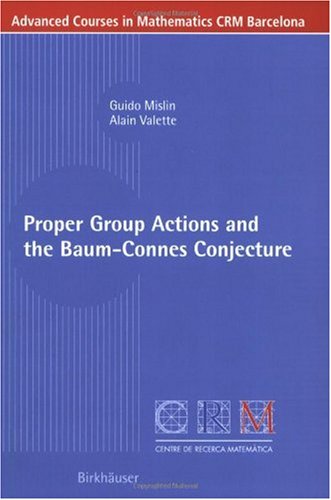 Advanced Courses in Mathematics CRM Barcelona
Guido Mislin
Alain Valette
Proper Group Actions and
the Baum-Connes Conjecture
CRM
CENTRE DE RECERCA MATEMÀTICA
Birkhäuser